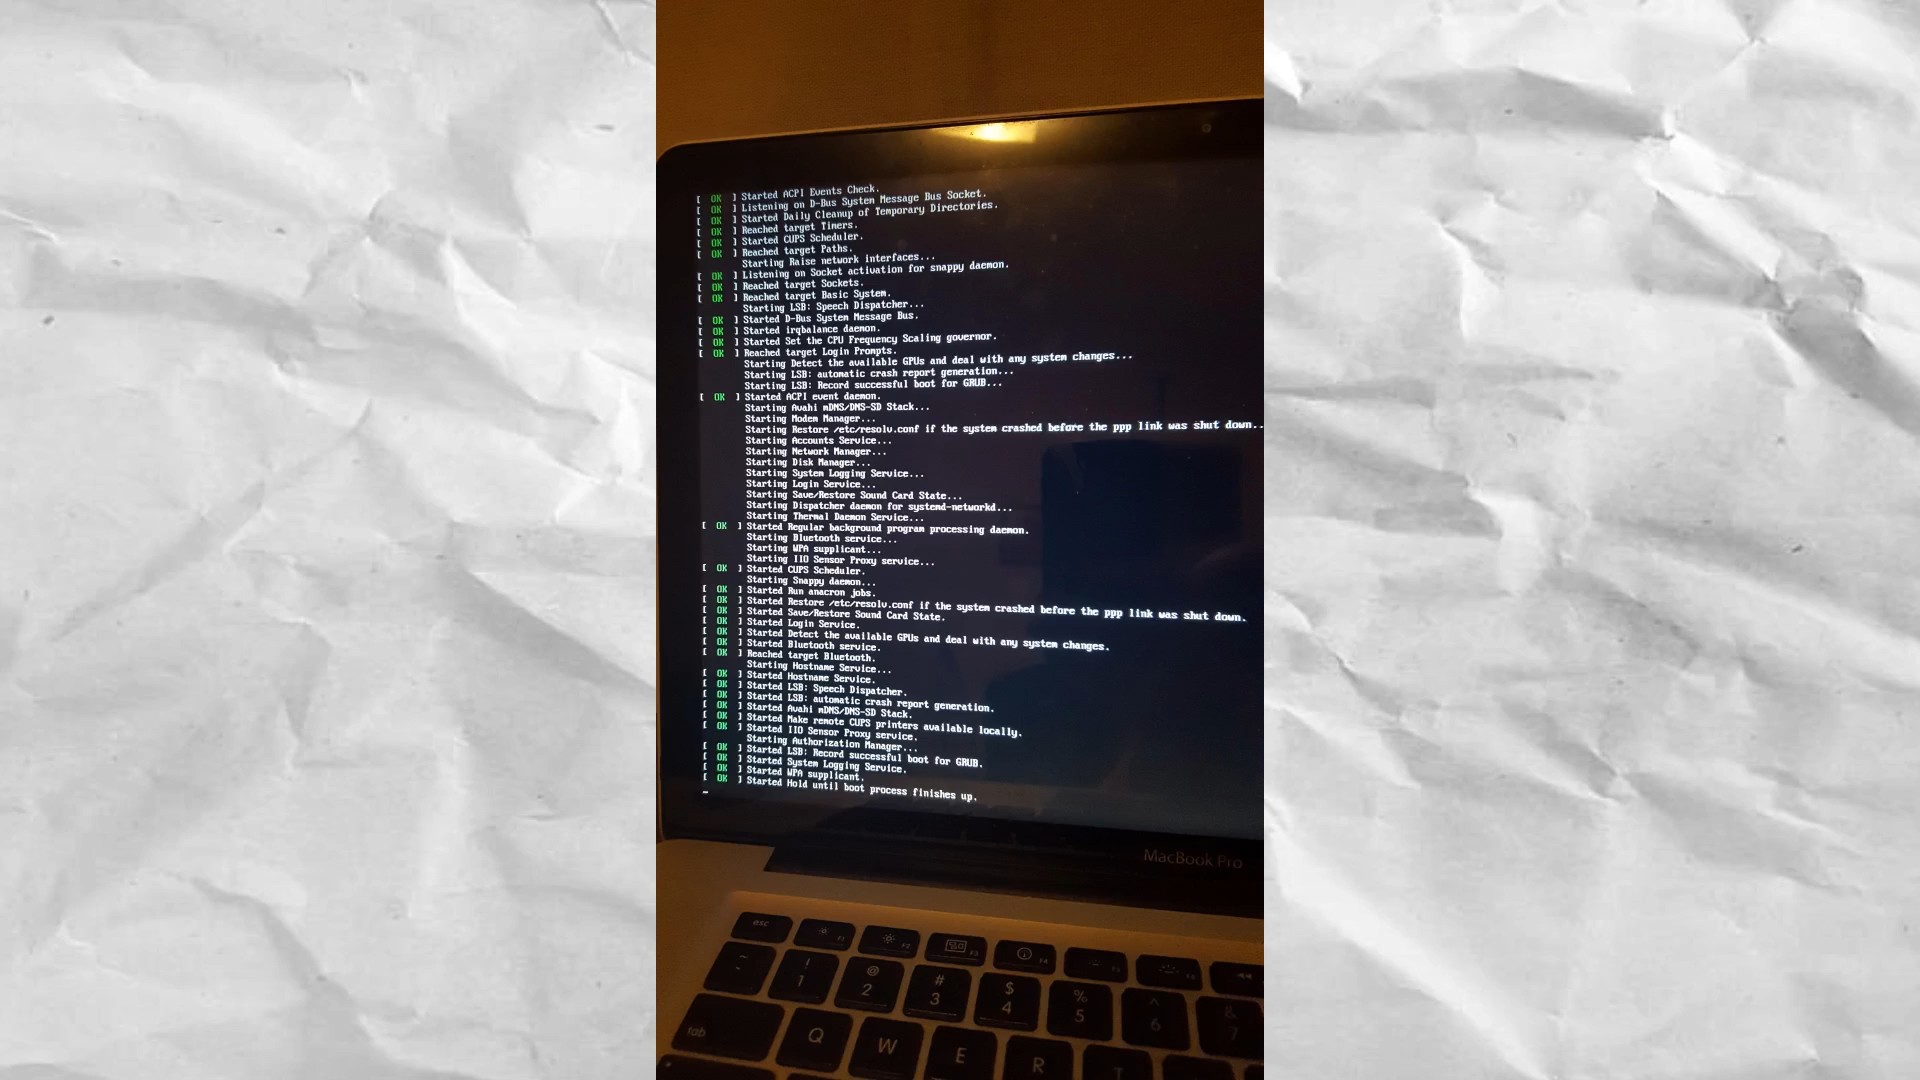 [ OK ] Started ACPI Events Check.
[ OK ] Listening on D-Bus System Message Bus Socket.
[ OK ] Started Daily Cleanup of Temporary Directories.
[ OK ] Reached target Timers.
[ OK ] Started CUPS Scheduler.
[ OK ] Reached target Paths.
Starting Raise network interfaces...
[ OK ] Listening on Socket activation for snappy daemon.
[ OK ] Reached target Sockets.
[ OK ] Reached target Basic System.
Starting LSB: Speech Dispatcher...
[ OK ] Started D-Bus System Message Bus.
[ OK ] Started irqbalance daemon.
[ OK ] Started Set the CPU Frequency Scaling governor.
[ OK ] Reached target Login Prompts.
Starting Detect the available GPUs and deal with any system changes...
Starting LSB: automatic crash report generation...
Starting LSB: Record successful boot for GRUB...
[ OK ] Started ACPI event daemon.
Starting Avahi mDNS/DNS-SD Stack...
Starting Modem Manager...
Starting Restore /etc/resolv.conf if the system crashed before the ppp link was shut down..
Starting Accounts Service...
Starting Network Manager...
Starting Disk Manager...
Starting System Logging Service...
Starting Login Service...
Starting Save/Restore Sound Card State...
Starting Dispatcher daemon for systemd-networkd...
Starting Thermal Daemon Service...
[ OK ] Started Regular background program processing daemon.
Starting Bluetooth service...
Starting WPA supplicant...
Starting IIO Sensor Proxy service...
[ OK ] Started CUPS Scheduler.
Starting Snappy daemon...
[ OK ] Started Run anacron jobs.
[ OK ] Started Restore /etc/resolv.conf if the system crashed before the ppp link was shut down.
[ OK ] Started Save/Restore Sound Card State.
[ OK ] Started Login Service.
[ OK ] Started Detect the available GPUs and deal with any system changes.
[ OK ] Started Bluetooth service.
[ OK ] Reached target Bluetooth.
Starting Hostname Service...
[ OK ] Started Hostname Service.
[ OK ] Started LSB: Speech Dispatcher.
[ OK ] Started LSB: automatic crash report generation.
[ OK ] Started Avahi mDNS/DNS-SD Stack.
[ OK ] Started Make remote CUPS printers available locally.
[ OK ] Started IIO Sensor Proxy service.
Starting Authorization Manager...
[ OK ] Started LSB: Record successful boot for GRUB.
[ OK ] Started System Logging Service.
[ OK ] Started WPA supplicant.
[ OK ] Started Hold until boot process finishes up.
MacBook Pro
esc F1 F2 F3 F4 F5
~ ! @ # $ % ^ &
1 2 3 4 5 6 7
tab Q W E R T